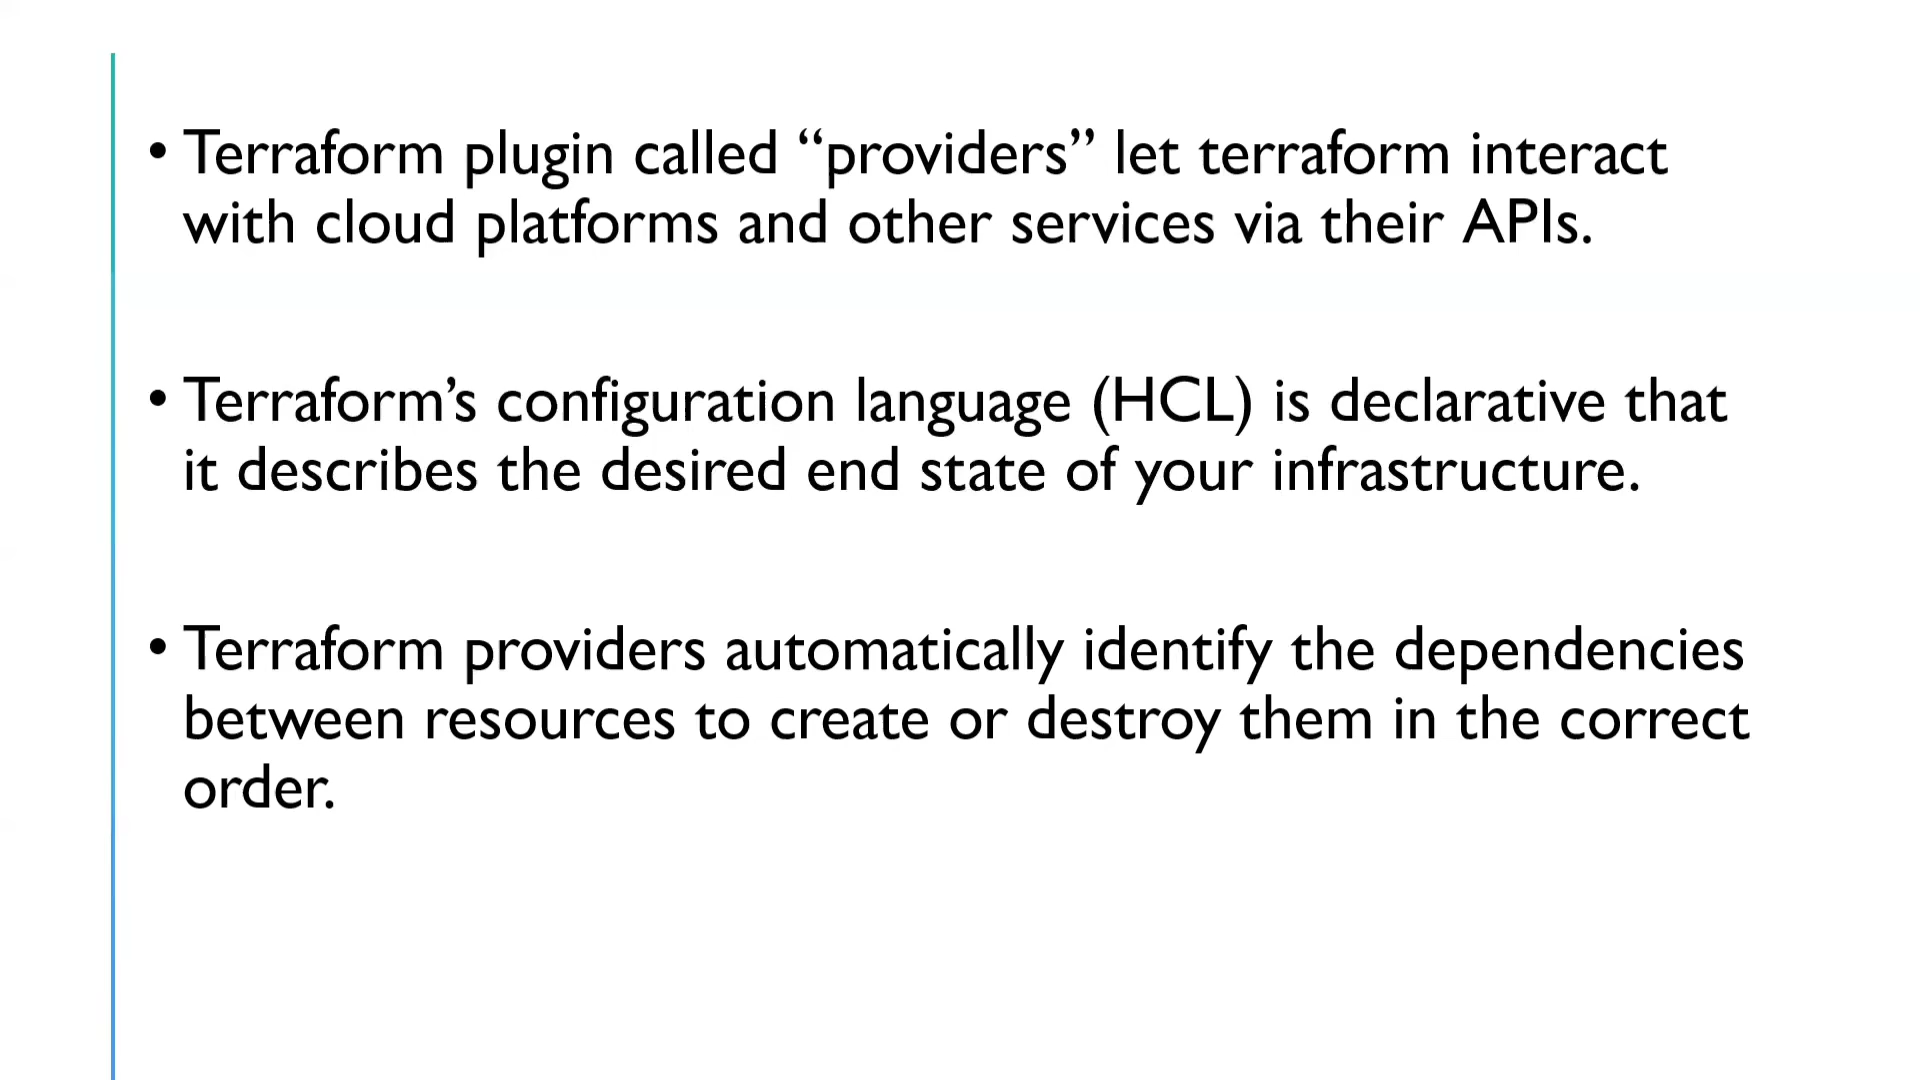 • Terraform plugin called “providers” let terraform interact
with cloud platforms and other services via their APIs.
• Terraform’s configuration language (HCL) is declarative that
it describes the desired end state of your infrastructure.
• Terraform providers automatically identify the dependencies
between resources to create or destroy them in the correct
order.